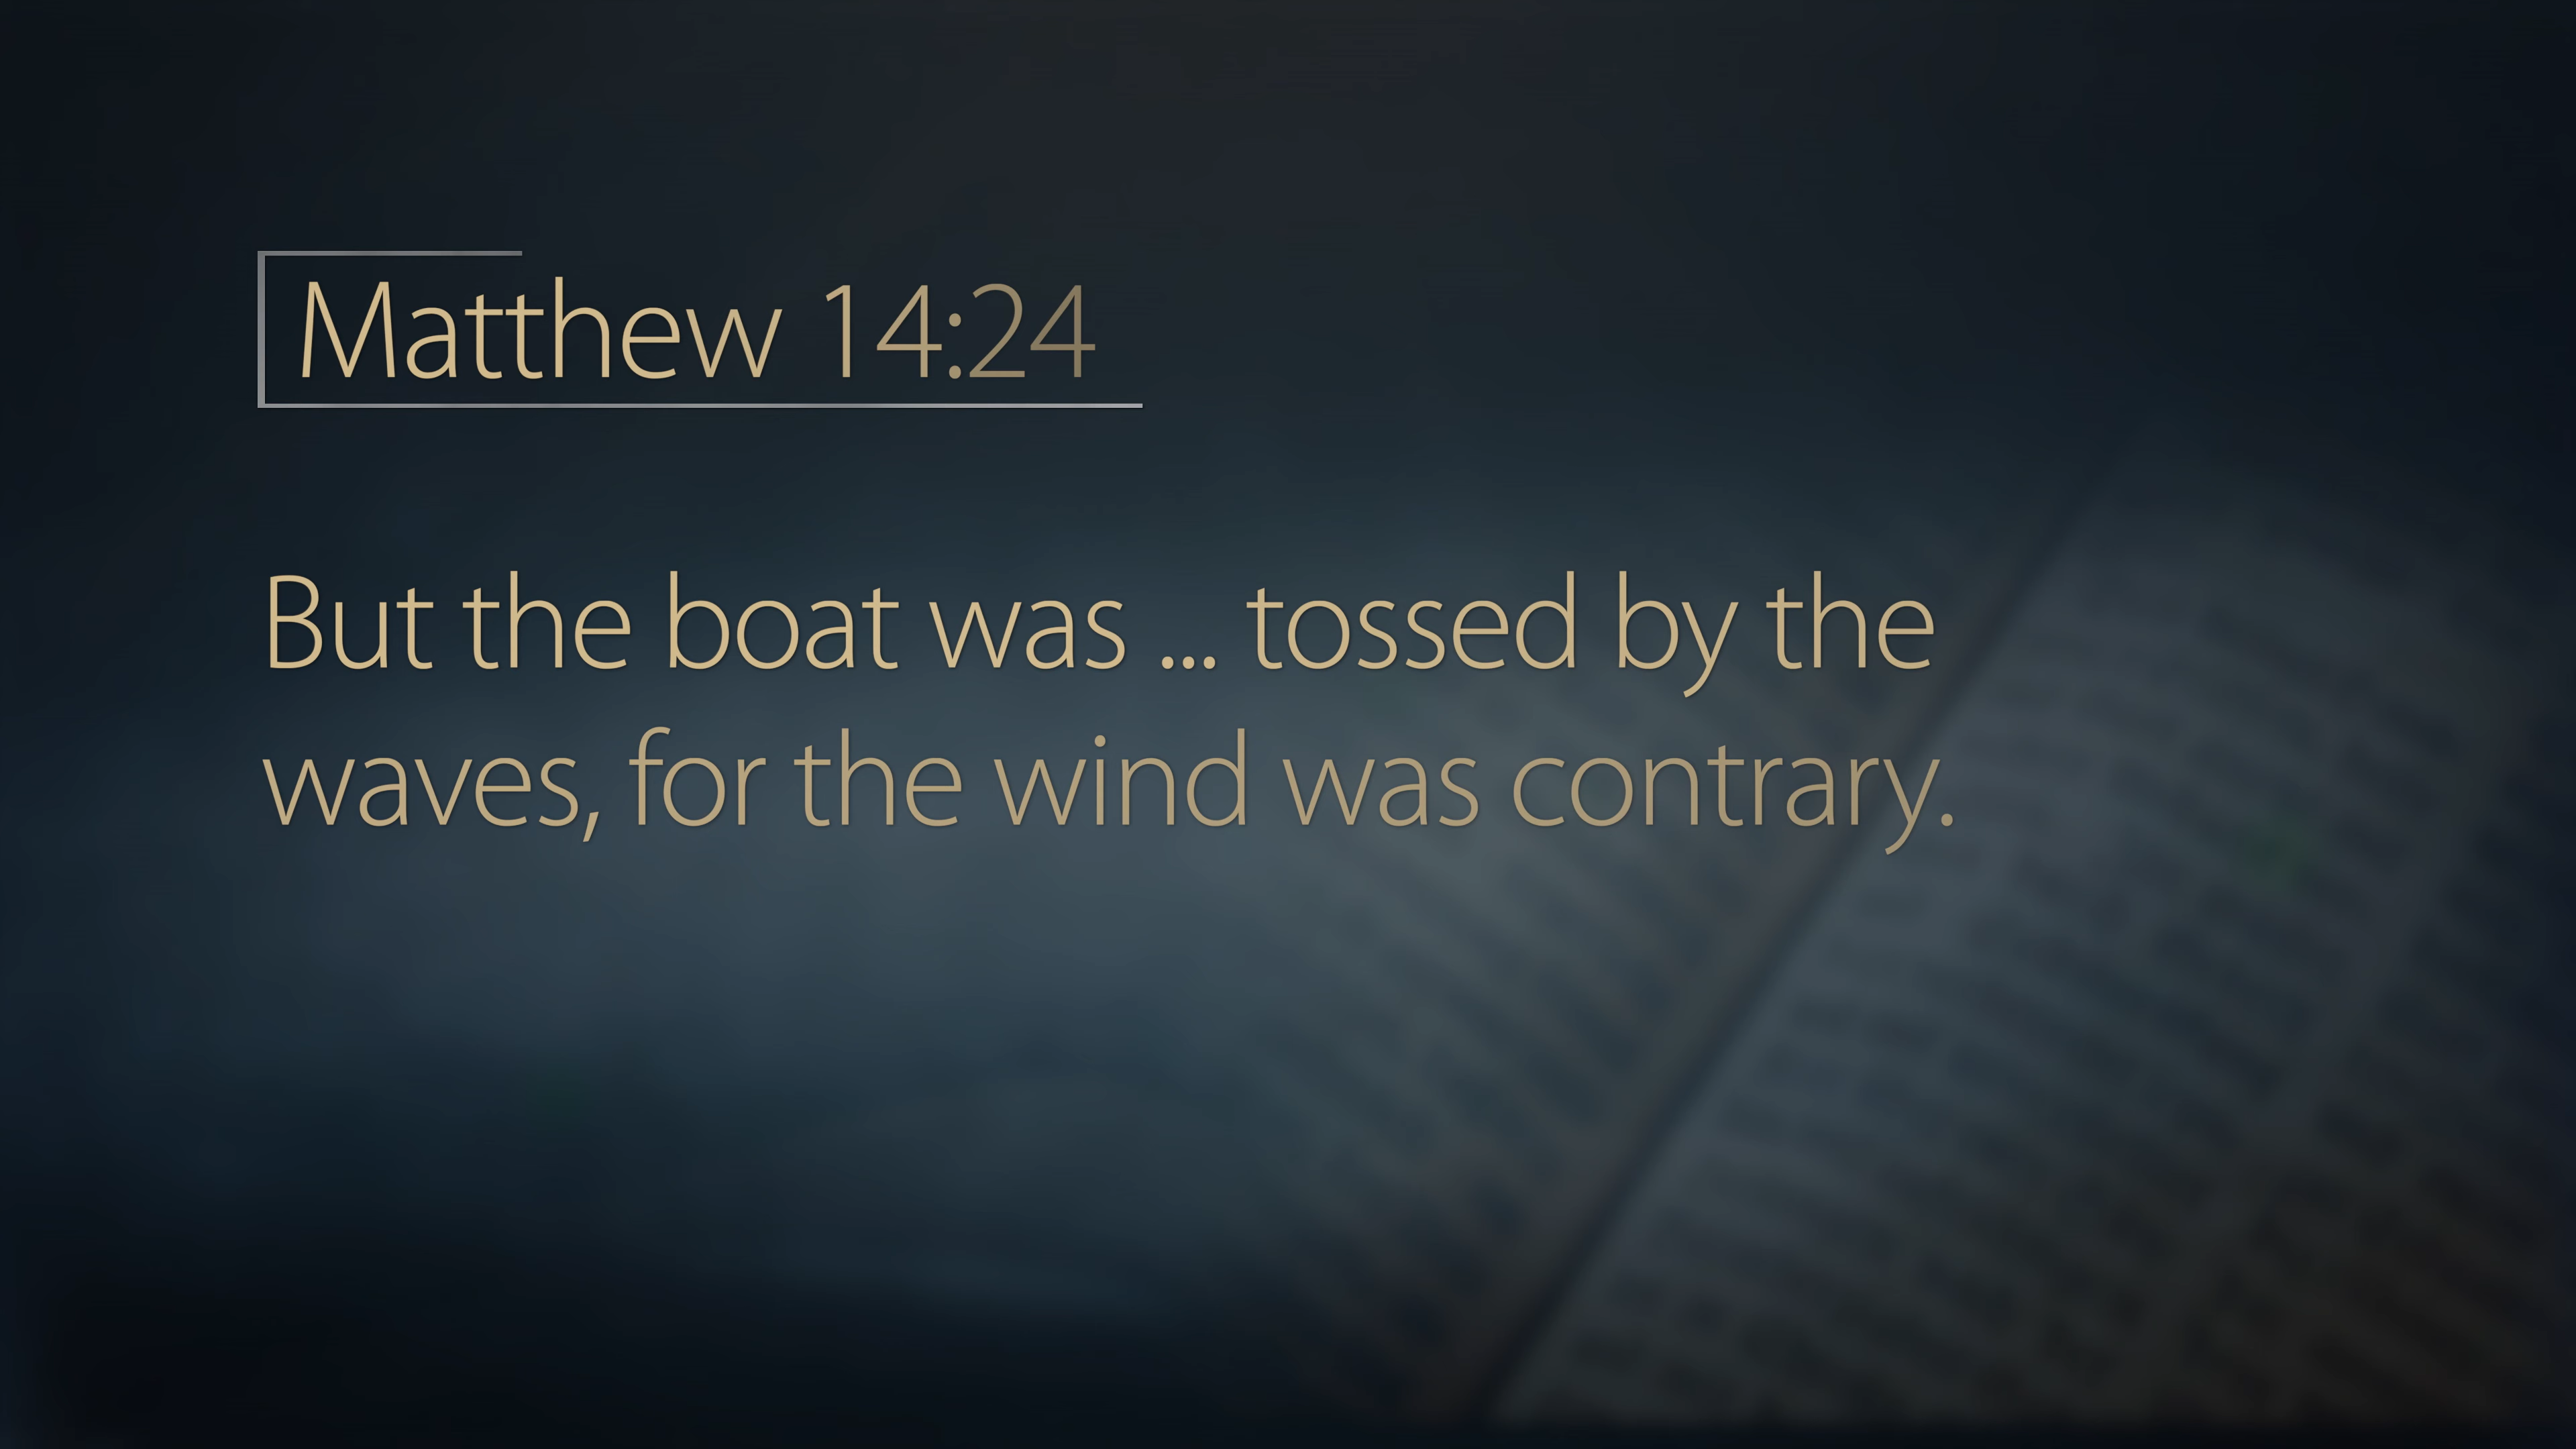 Matthew 14:24
But the boat was ... tossed by the
waves, for the wind was contrary.